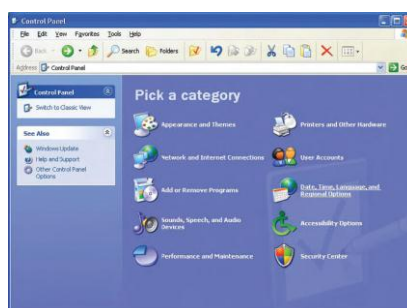 Control Panel
File Edit View Favorites Tools Help
Back Search Folders
Address Control Panel Go
Control Panel
Switch to Classic View
See Also
Windows Update
Help and Support
Other Control Panel
Options
Pick a category
Appearance and Themes
Printers and Other Hardware
Network and Internet Connections
User Accounts
Add or Remove Programs
Date, Time, Language, and
Regional Options
Sounds, Speech, and Audio
Devices
Accessibility Options
Performance and Maintenance
Security Center